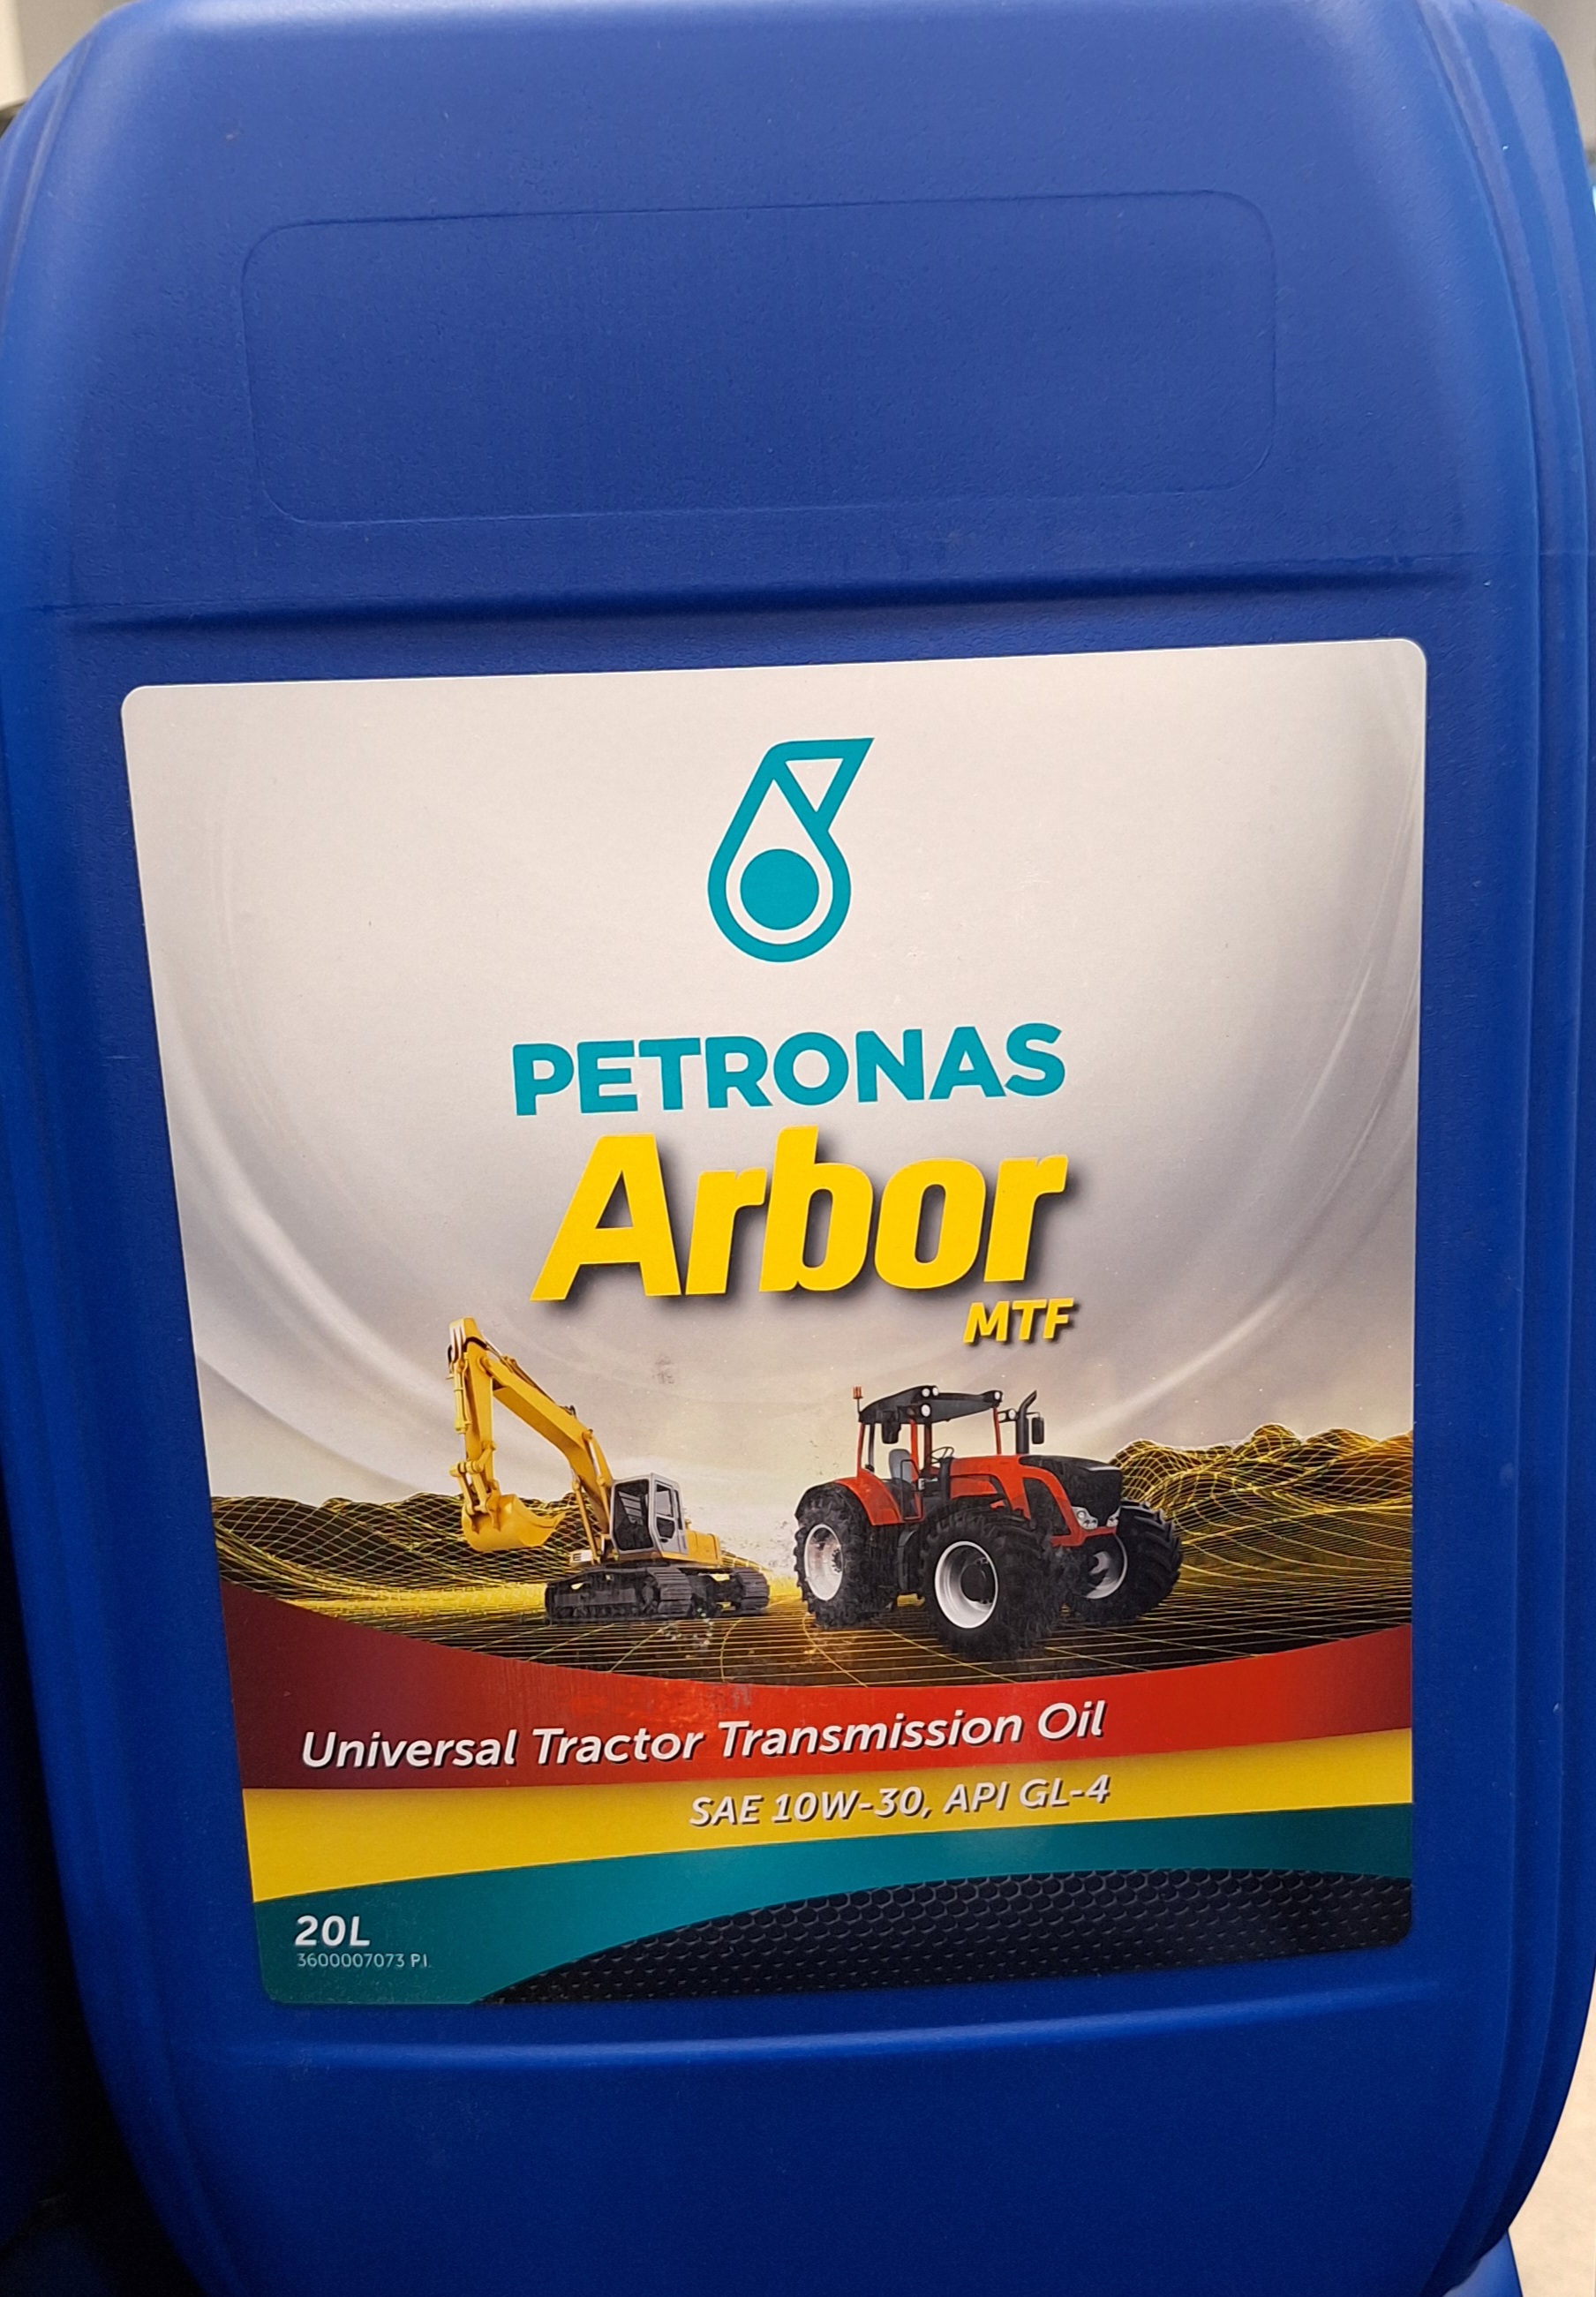 PETRONAS
Arbor
MTF
Universal Tractor Transmission Oil
SAE 10W-30, API GL-4
20L
3600007073 P.I.